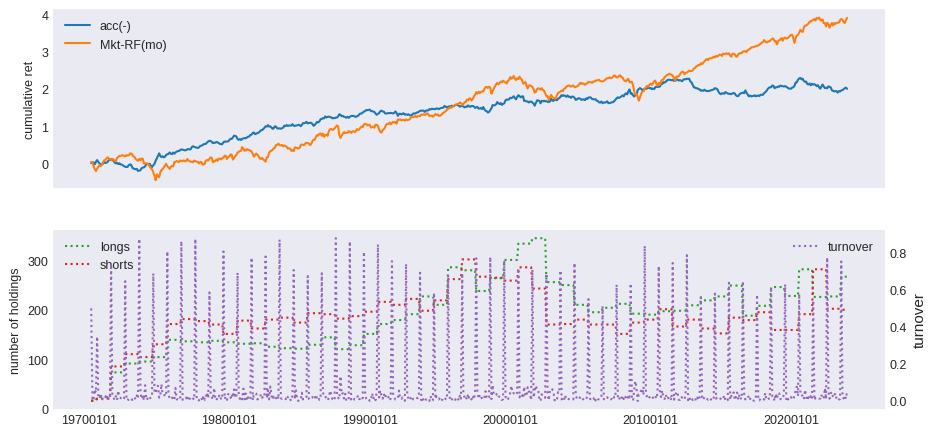 4
3
2
1
0
cumulative ret
acc(-)
Mkt-RF(mo)
300
200
100
0
number of holdings
longs
shorts
turnover
0.8
0.6
0.4
0.2
0.0
turnover
19700101 19800101 19900101 20000101 20100101 20200101